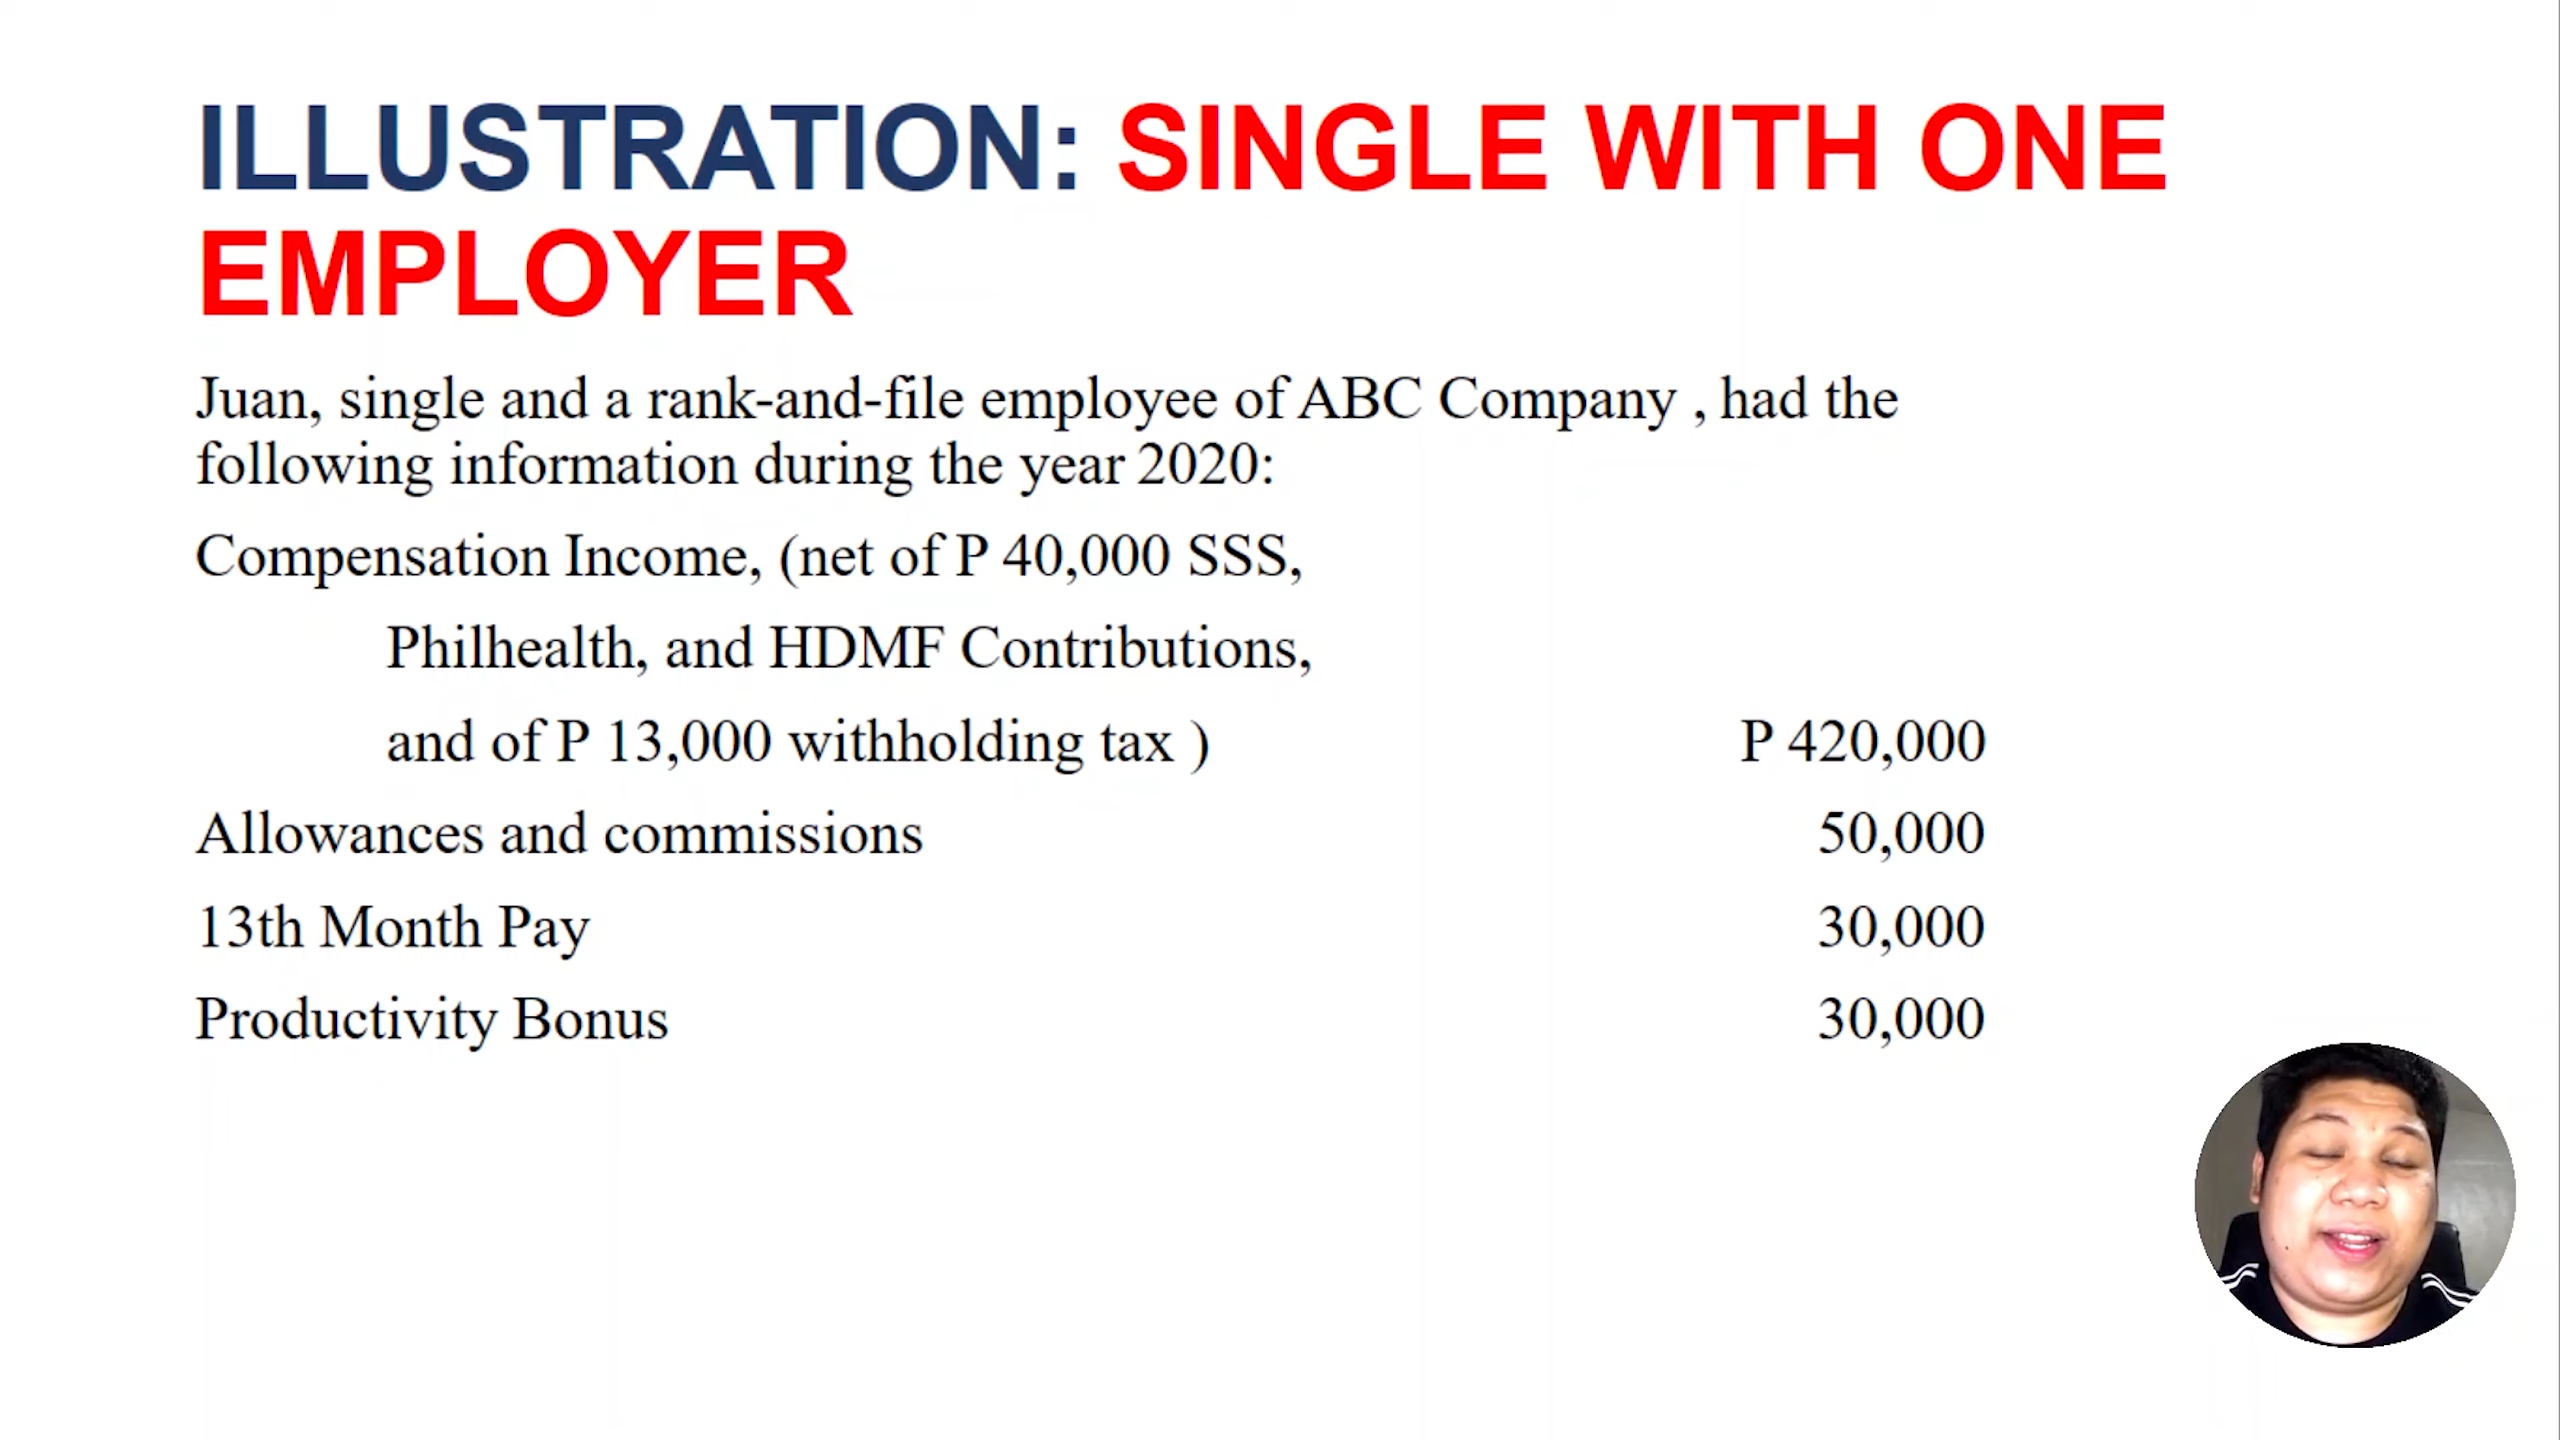 ILLUSTRATION: SINGLE WITH ONE
EMPLOYER
Juan, single and a rank-and-file employee of ABC Company , had the
following information during the year 2020:
Compensation Income, (net of P 40,000 SSS,
Philhealth, and HDMF Contributions,
and of P 13,000 withholding tax ) P 420,000
Allowances and commissions 50,000
13th Month Pay 30,000
Productivity Bonus 30,000